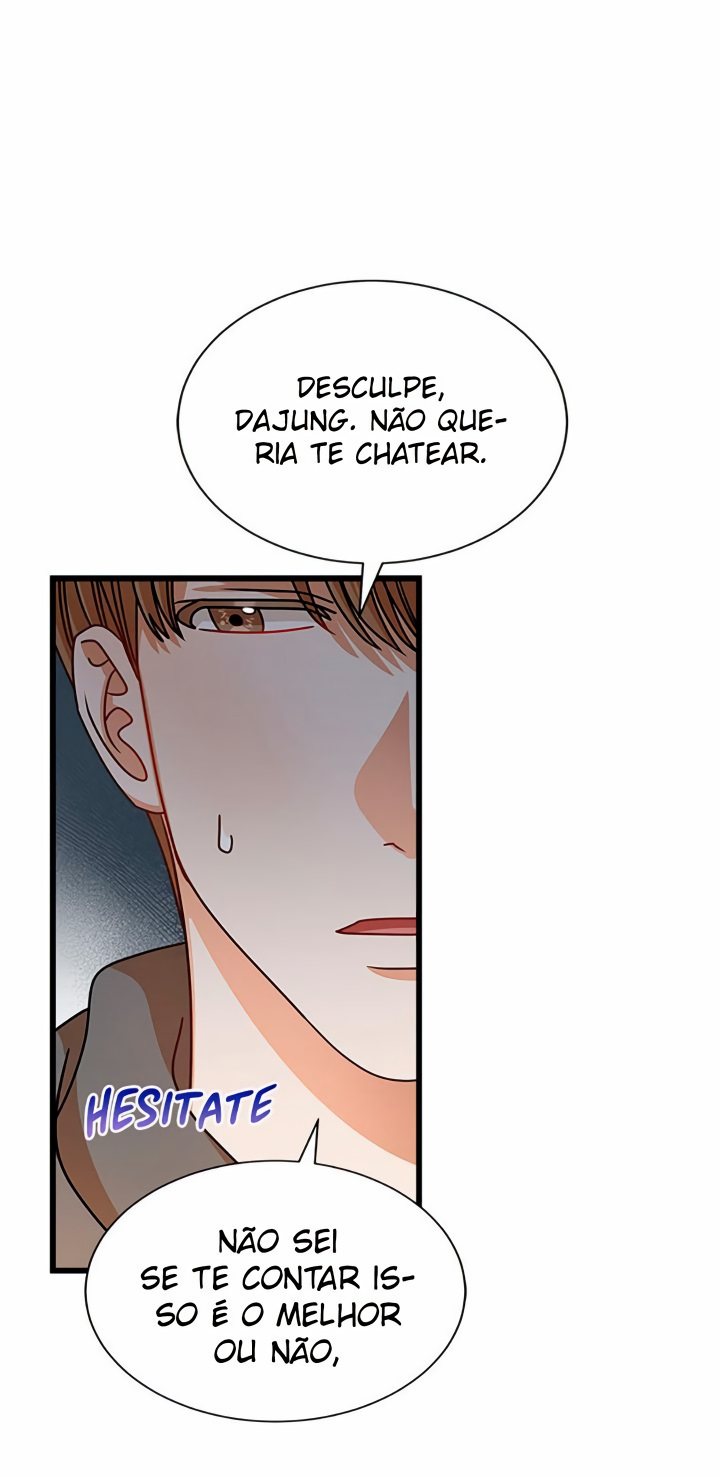 DESCULPE,
DAJUNG. NÃO QUE-
RIA TE CHATEAR.
HESITATE
NÃO SEI
SE TE CONTAR IS-
SO É O MELHOR
OU NÃO,